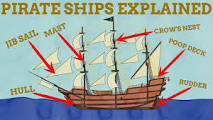 PIRATE SHIPS EXPLAINED
JIB SAIL
MAST
CROW'S NEST
POOP DECK
HULL
RUDDER